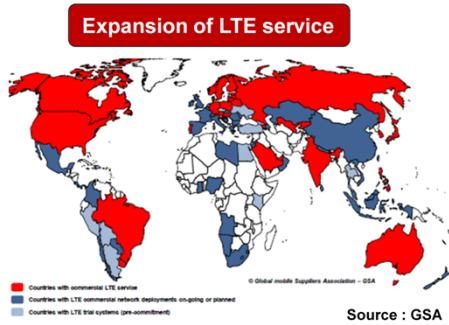 Expansion of LTE service
© Global mobile Suppliers Association – GSA
Countries with commercial LTE service
Countries with LTE commercial network deployments on-going or planned
Countries with LTE trial systems (pre-commitment)
Source : GSA